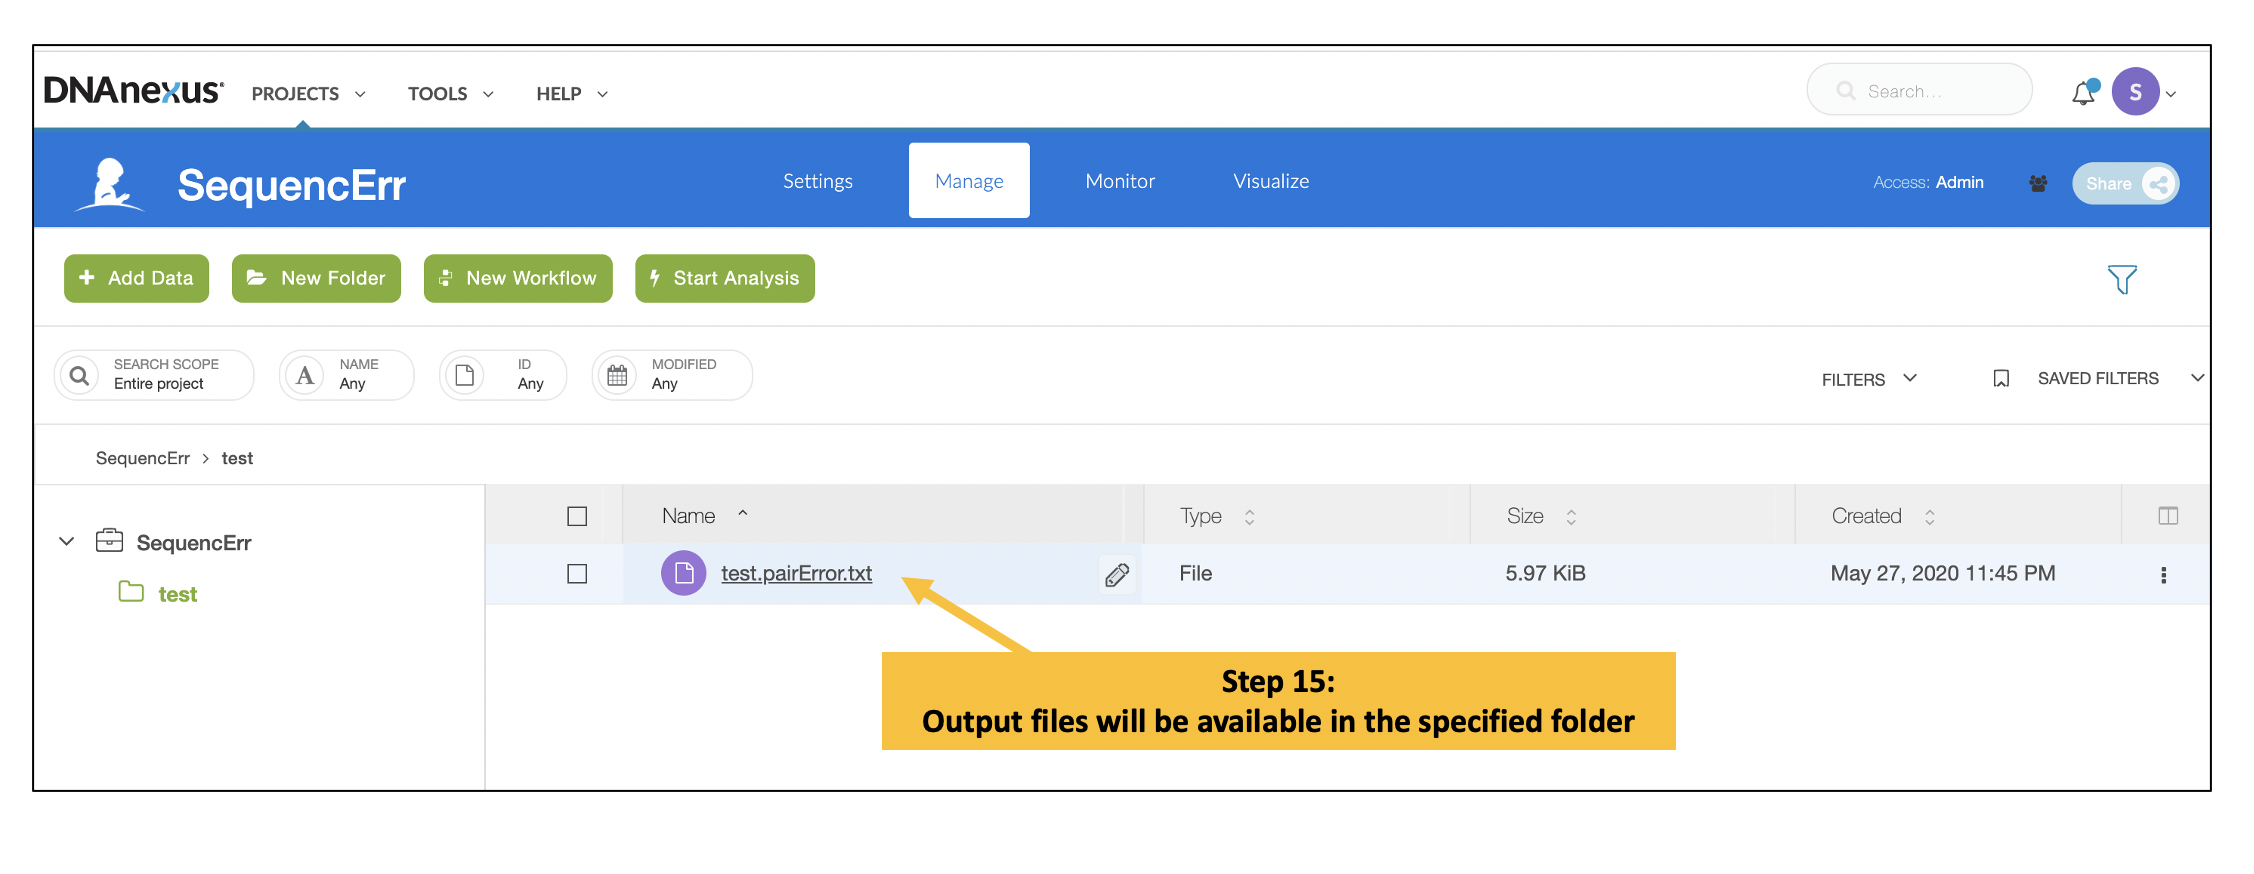 DNAnexus PROJECTS TOOLS HELP Search... S
SequencErr Settings Manage Monitor Visualize Access: Admin Share
Add Data New Folder New Workflow Start Analysis
SEARCH SCOPE NAME ID MODIFIED
Entire project Any Any Any
FILTERS SAVED FILTERS
SequencErr > test
Name Type Size Created
SequencErr
test.pairError.txt File 5.97 KiB May 27, 2020 11:45 PM
test
Step 15:
Output files will be available in the specified folder